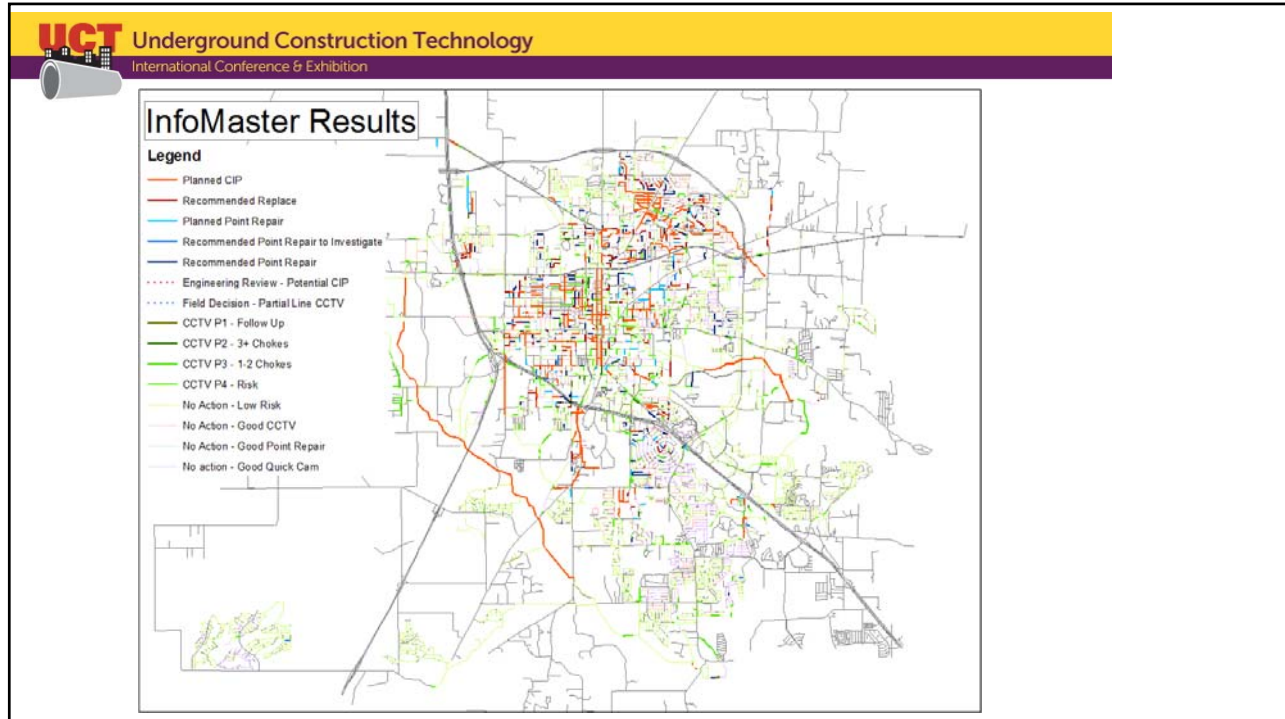 UCT Underground Construction Technology
International Conference & Exhibition
InfoMaster Results
Legend
Planned CIP
Recommended Replace
Planned Point Repair
Recommended Point Repair to Investigate
Recommended Point Repair
Engineering Review - Potential CIP
Field Decision - Partial Line CCTV
CCTV P1 - Follow Up
CCTV P2 - 3+ Chokes
CCTV P3 - 1-2 Chokes
CCTV P4 - Risk
No Action - Low Risk
No Action - Good CCTV
No Action - Good Point Repair
No action - Good Quick Cam